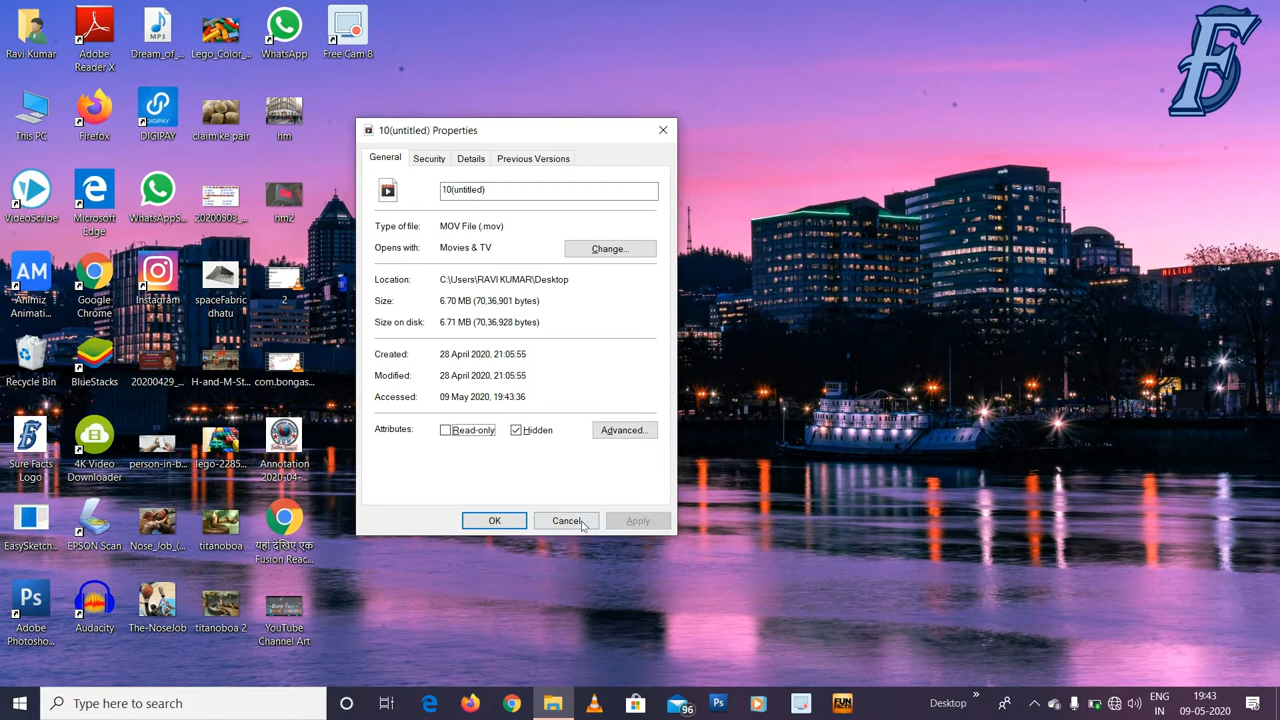 Ravi Kumar
Adobe Reader X
MP3
Dream_of_...
Lego_Color_...
WhatsApp
Free Cam 8
This PC
Firefox
DIGIPAY
claim ke pair
hm
VideoScribe
Microsoft Edge
WhatsAppS...
20200503_...
hm2
AM
Animiz Animati...
Google Chrome
Instagram
spacefabric dhatu
2
Recycle Bin
BlueStacks
20200429_...
H-and-M-St...
com.bongas...
Sure Facts Logo
4K Video Downloader
person-in-b...
lego-2285...
Annotation 2020-04-...
EasySketch...
EPSON Scan
Nose_Job_(...
titanoboa
यहां देखिए एक Fusion Reac...
Ps
Adobe Photosho...
Audacity
The-NoseJob
titanoboa 2
YouTube Channel Art
10(untitled) Properties
General Security Details Previous Versions
10(untitled)
Type of file: MOV File (.mov)
Opens with: Movies & TV Change...
Location: C:\Users\RAVI KUMAR\Desktop
Size: 6.70 MB (70,36,901 bytes)
Size on disk: 6.71 MB (70,36,928 bytes)
Created: 28 April 2020, 21:05:55
Modified: 28 April 2020, 21:05:55
Accessed: 09 May 2020, 19:43:36
Attributes: Read-only Hidden Advanced...
OK Cancel Apply
HILTON
Type here to search
96
Ps
FUN
Desktop
ENG
IN
19:43
09-05-2020